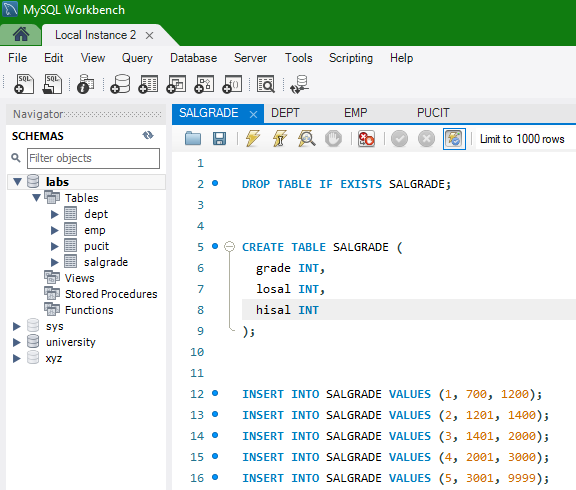 MySQL Workbench
Local Instance 2 ×
File Edit View Query Database Server Tools Scripting Help
SQL SQL
Navigator
SCHEMAS
Filter objects
labs
Tables
dept
emp
pucit
salgrade
Views
Stored Procedures
Functions
sys
university
xyz
SALGRADE × DEPT EMP PUCIT
Limit to 1000 rows
1
2 DROP TABLE IF EXISTS SALGRADE;
3
4
5 CREATE TABLE SALGRADE (
6 grade INT,
7 losal INT,
8 hisal INT
9 );
10
11
12 INSERT INTO SALGRADE VALUES (1, 700, 1200);
13 INSERT INTO SALGRADE VALUES (2, 1201, 1400);
14 INSERT INTO SALGRADE VALUES (3, 1401, 2000);
15 INSERT INTO SALGRADE VALUES (4, 2001, 3000);
16 INSERT INTO SALGRADE VALUES (5, 3001, 9999);